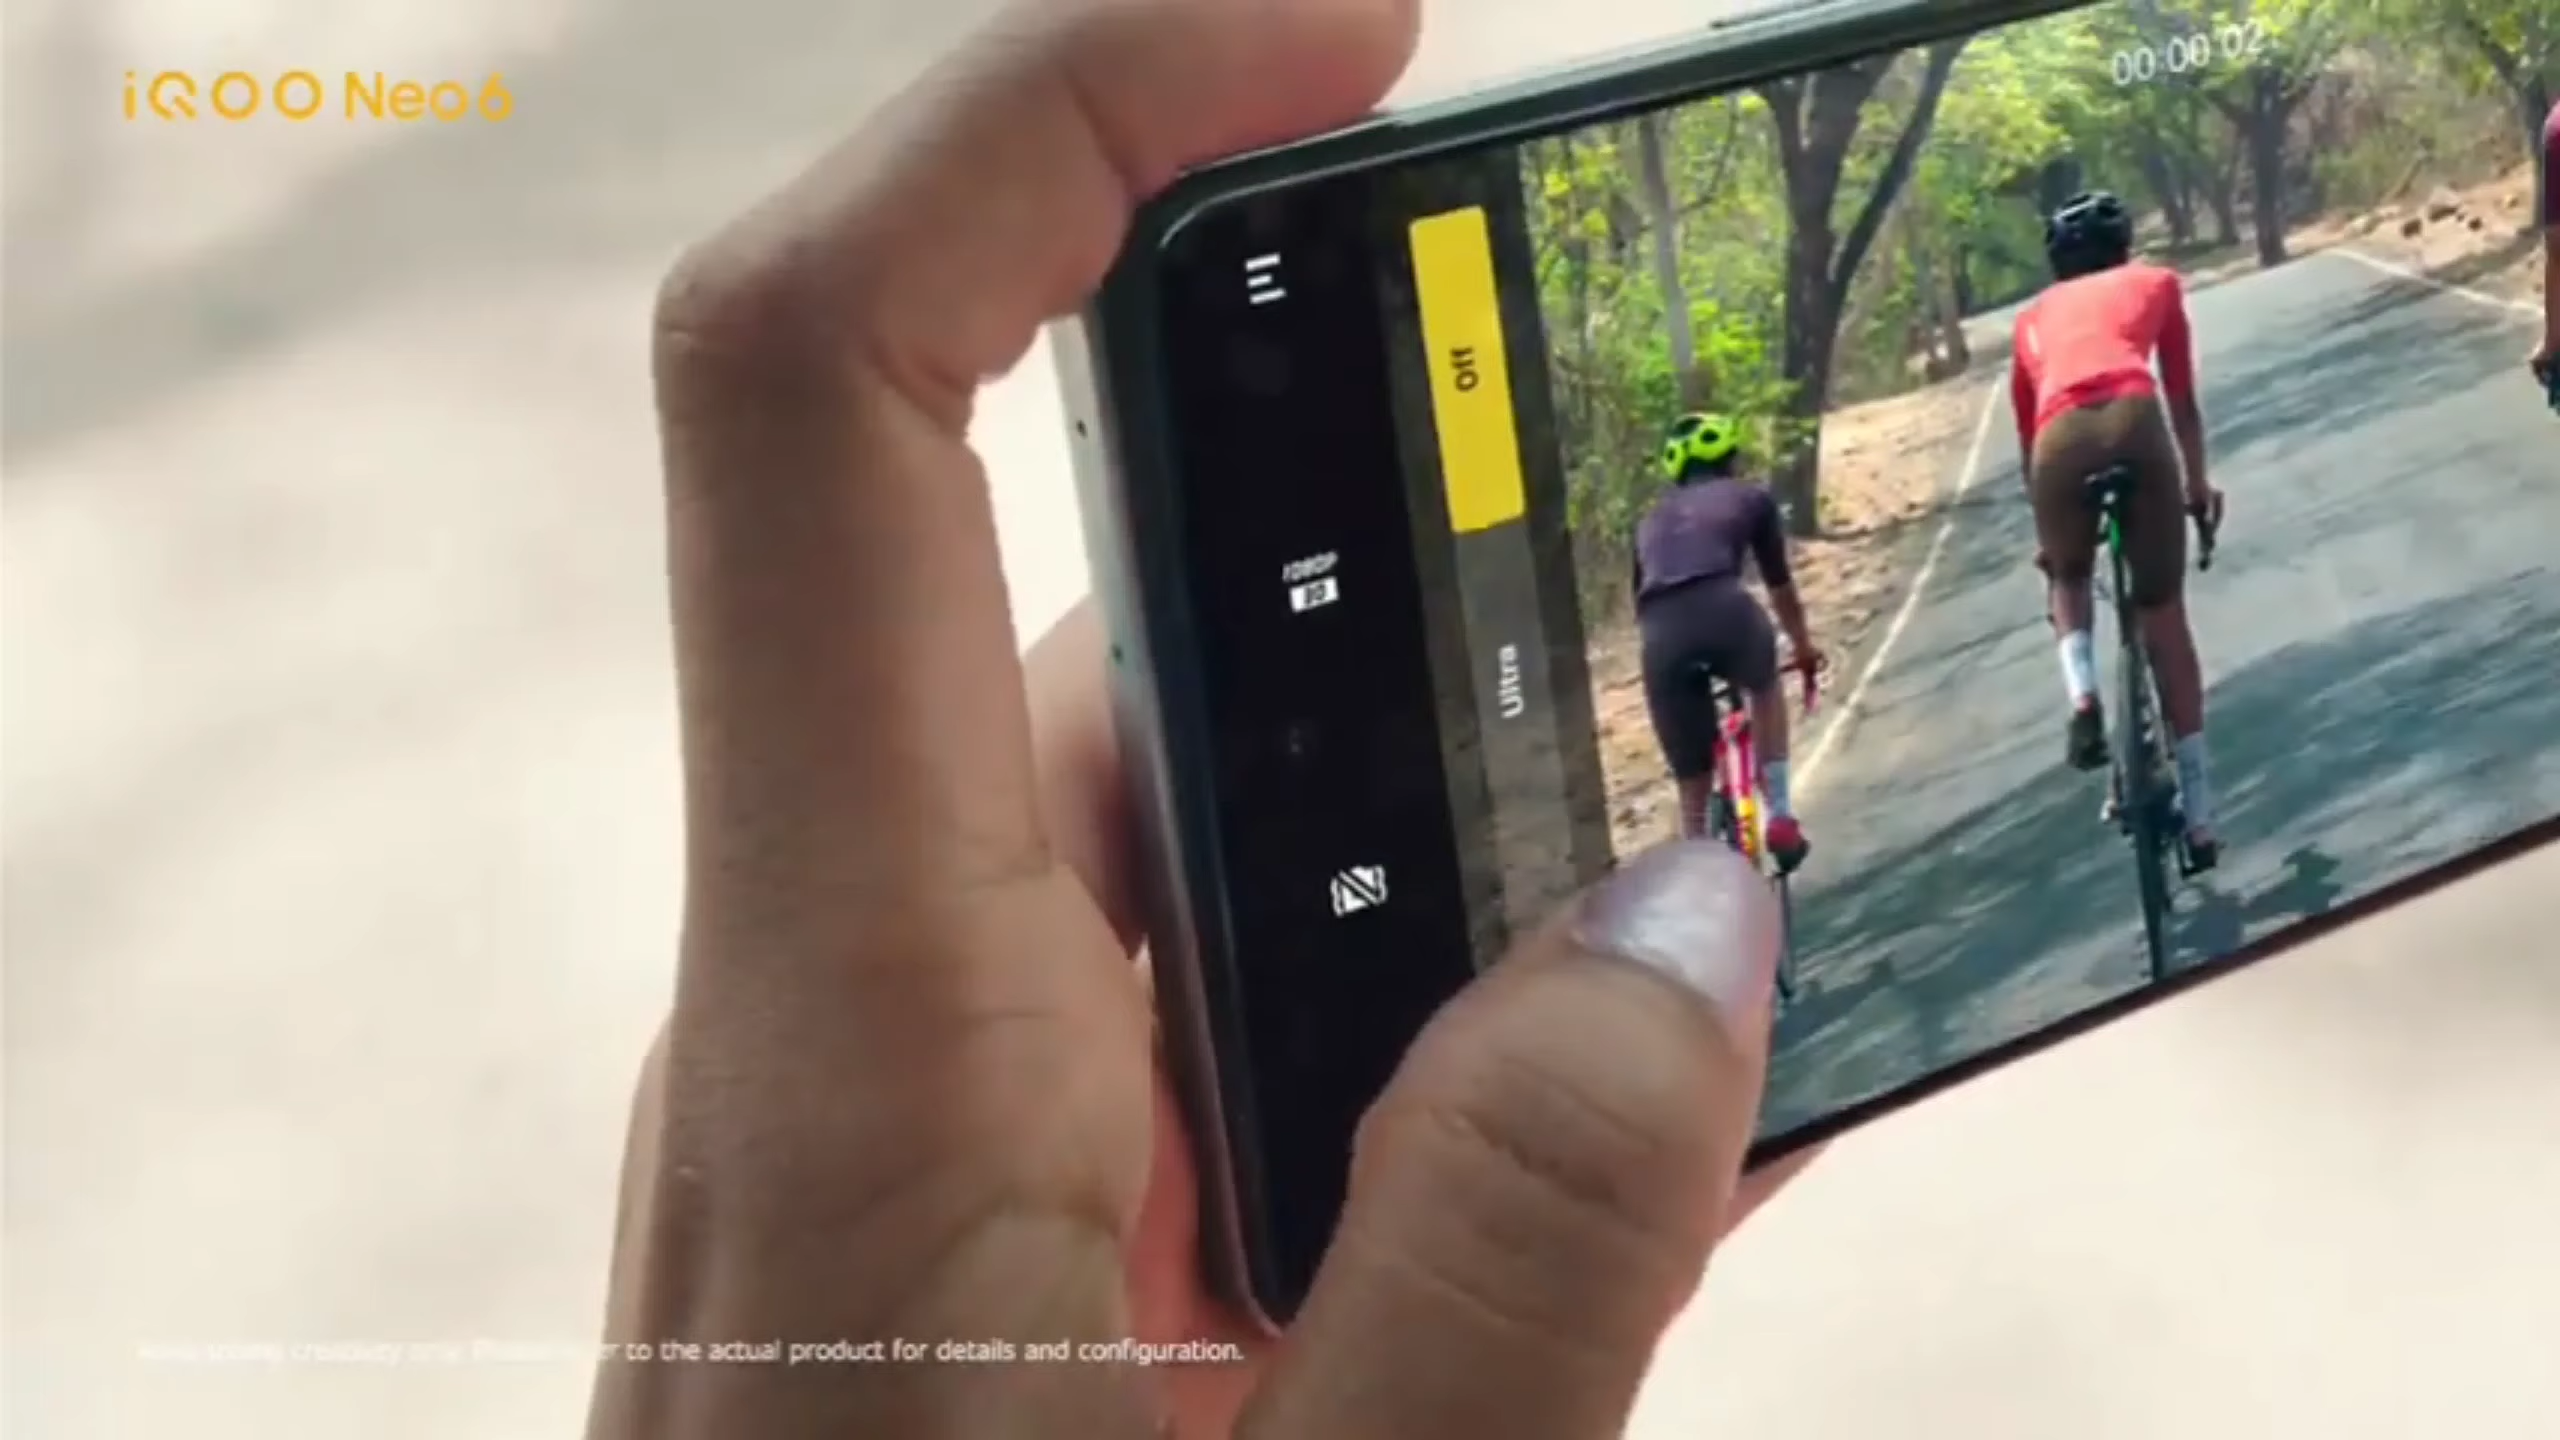 iQOO Neo6
00:00:02
Off
1080P
Ultra
to the actual product for details and configuration.